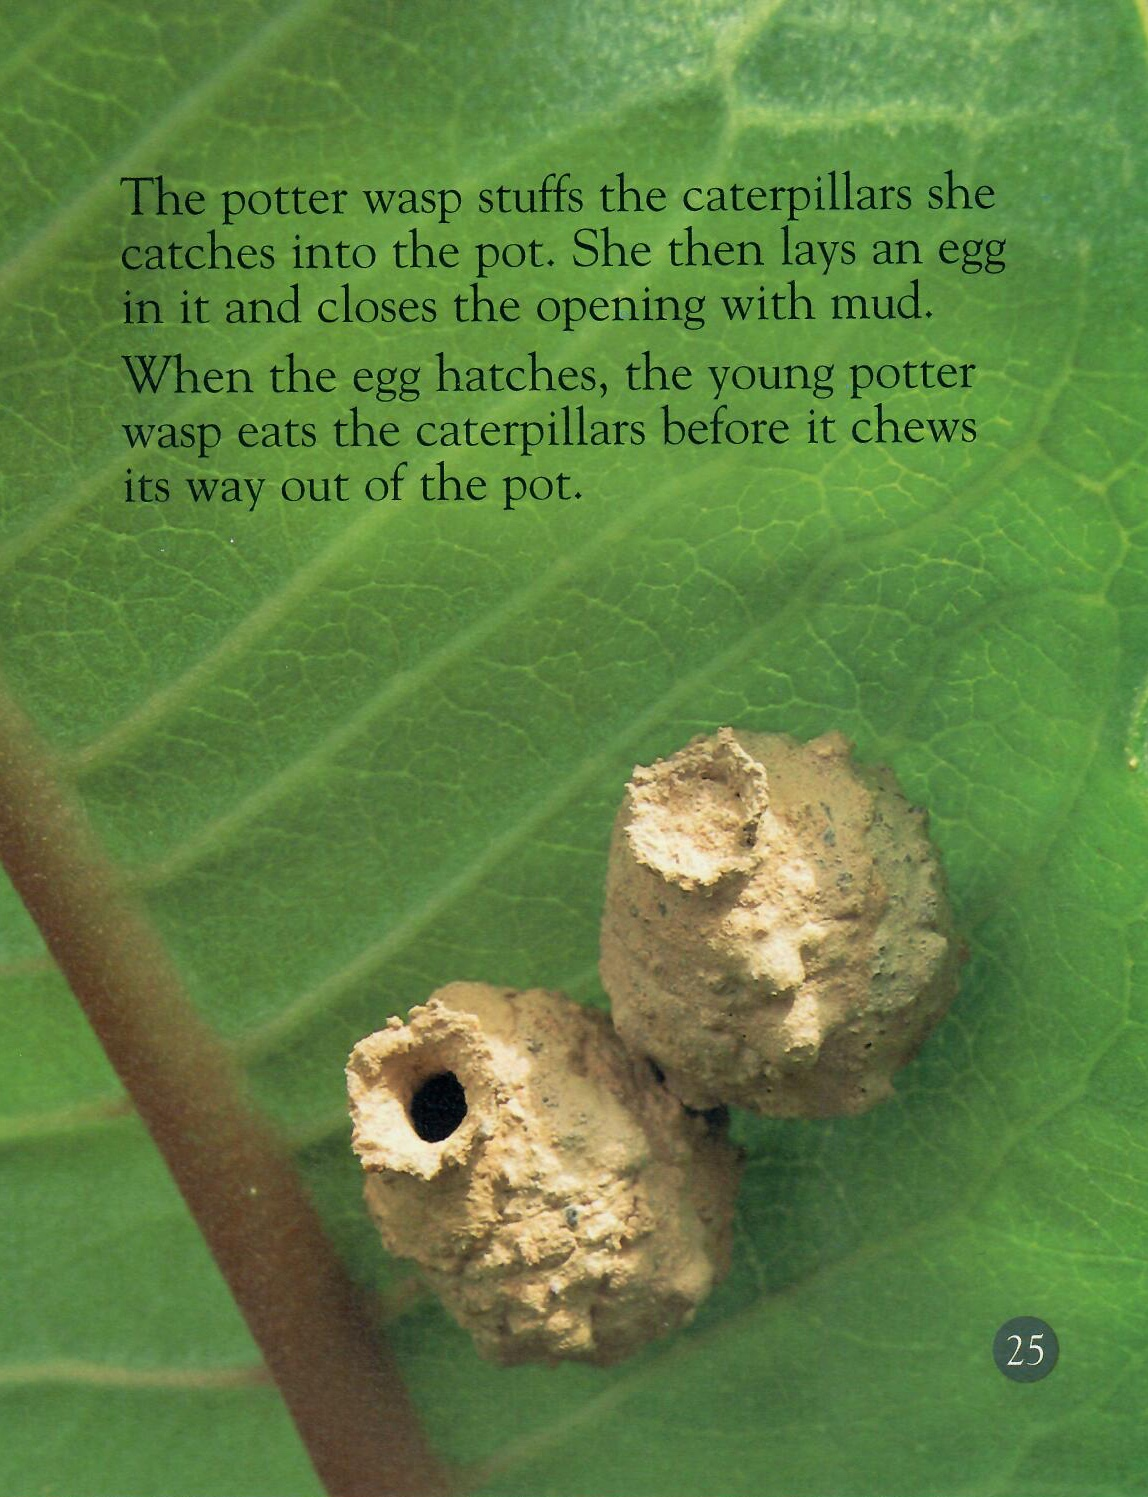 The potter wasp stuffs the caterpillars she
catches into the pot. She then lays an egg
in it and closes the opening with mud.
When the egg hatches, the young potter
wasp eats the caterpillars before it chews
its way out of the pot.
25